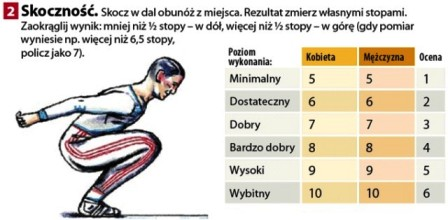 2 Skoczność. Skocz w dal obunóż z miejsca. Rezultat zmierz własnymi stopami.
Zaokrąglij wynik: mniej niż ½ stopy – w dół, więcej niż ½ stopy – w górę (gdy pomiar
wyniesie np. więcej niż 6,5 stopy,
policz jako 7).
Poziom wykonania: Kobieta Mężczyzna Ocena
Minimalny 5 5 1
Dostateczny 6 6 2
Dobry 7 7 3
Bardzo dobry 8 8 4
Wysoki 9 9 5
Wybitny 10 10 6